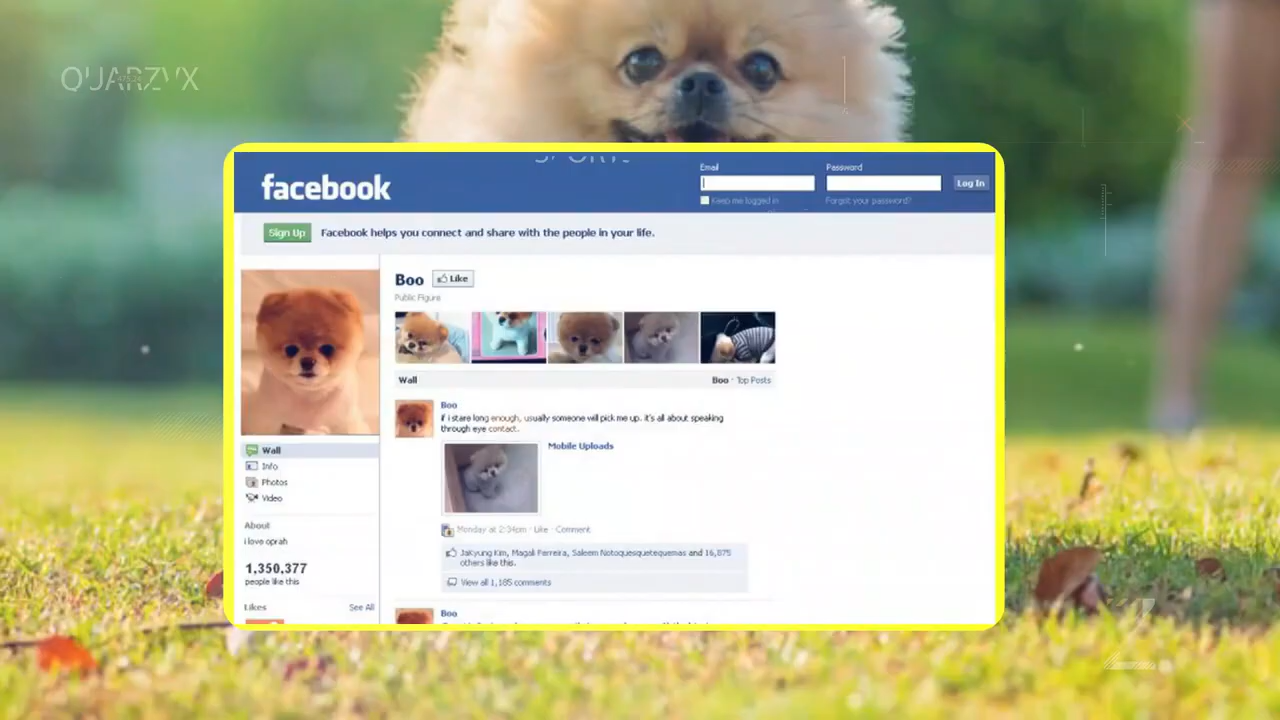 QUARZVX
facebook
Email
Password
Keep me logged in
Forgot your password?
Log In
Sign Up
Facebook helps you connect and share with the people in your life.
Boo
Like
Public Figure
Wall
Boo · Top Posts
Boo
if i stare long enough, usually someone will pick me up. it's all about speaking
through eye contact.
Mobile Uploads
Monday at 2:34pm · Like · Comment
JaKyung Kim, Magali Ferreira, Saleem Notoquesquetequemas and 16,875
others like this.
View all 1,185 comments
Boo
Wall
Info
Photos
Video
About
i love oprah
1,350,377
people like this
Likes
See All
2